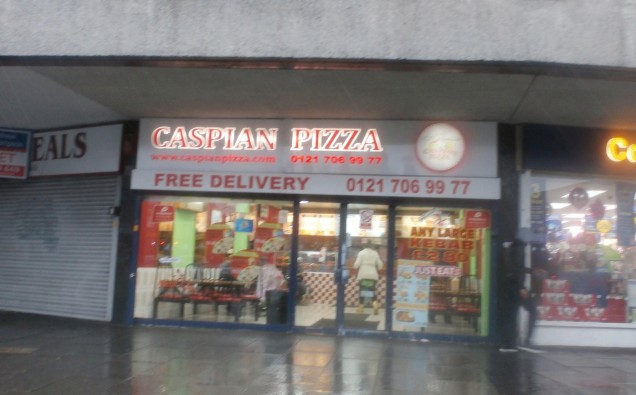 CASPIAN PIZZA
www.caspianpizza.com 0121 706 99 77
FREE DELIVERY 0121 706 99 77
EALS
ET
ANY LARGE
KEBAB
JUST EAT
Co